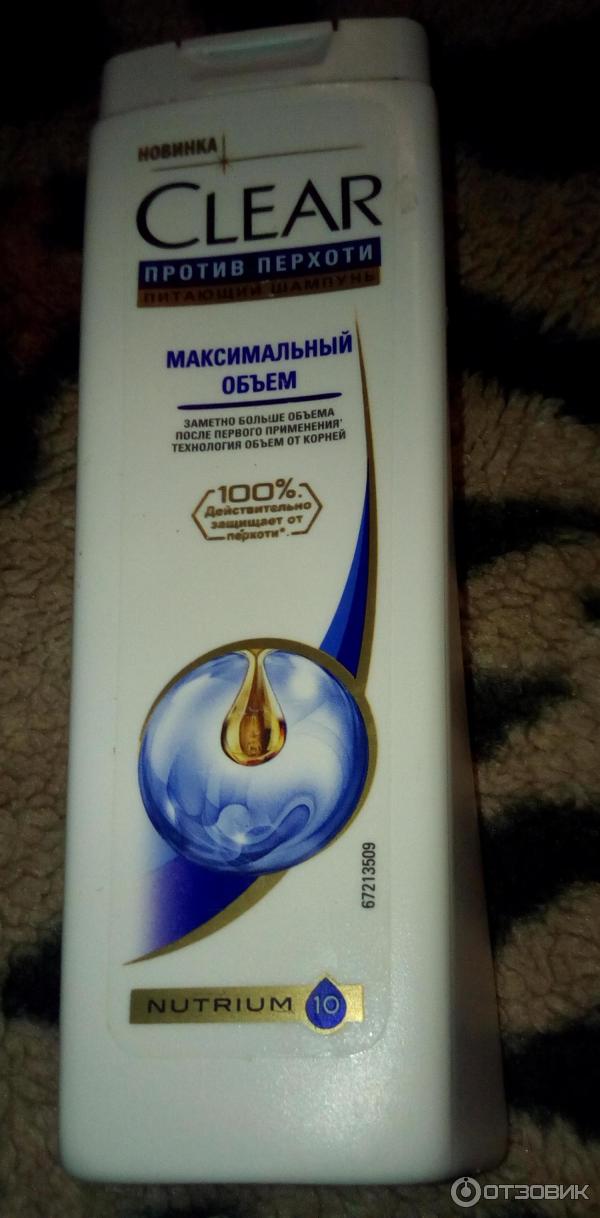 НОВИНКА
CLEAR
ПРОТИВ ПЕРХОТИ
ПИТАЮЩИЙ ШАМПУНЬ
МАКСИМАЛЬНЫЙ
ОБЪЕМ
ЗАМЕТНО БОЛЬШЕ ОБЪЕМА
ПОСЛЕ ПЕРВОГО ПРИМЕНЕНИЯ*
ТЕХНОЛОГИЯ ОБЪЕМ ОТ КОРНЕЙ
100%.
Действительно
защищает от
перхоти*.
67213509
NUTRIUM 10
ОТЗОВИК